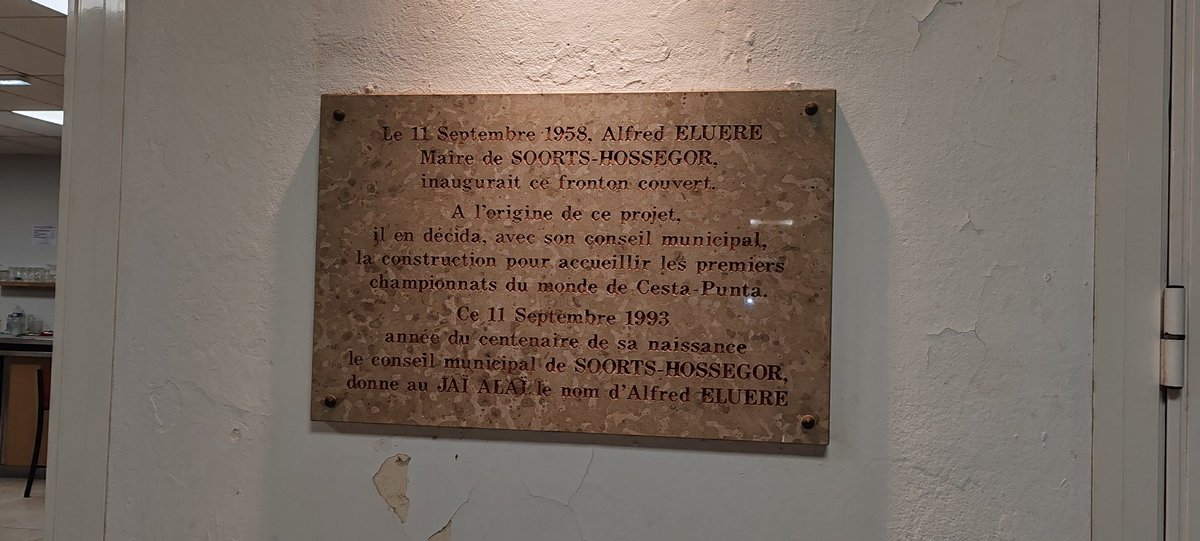 Le 11 Septembre 1958, Alfred ELUERE
Maire de SOORTS-HOSSEGOR,
inaugurait ce fronton couvert.
A l'origine de ce projet,
il en décida, avec son conseil municipal,
la construction pour accueillir les premiers
championnats du monde de Cesta-Punta.
Ce 11 Septembre 1993
année du centenaire de sa naissance
le conseil municipal de SOORTS-HOSSEGOR,
donne au JAÏ ALAÏ le nom d'Alfred ELUERE